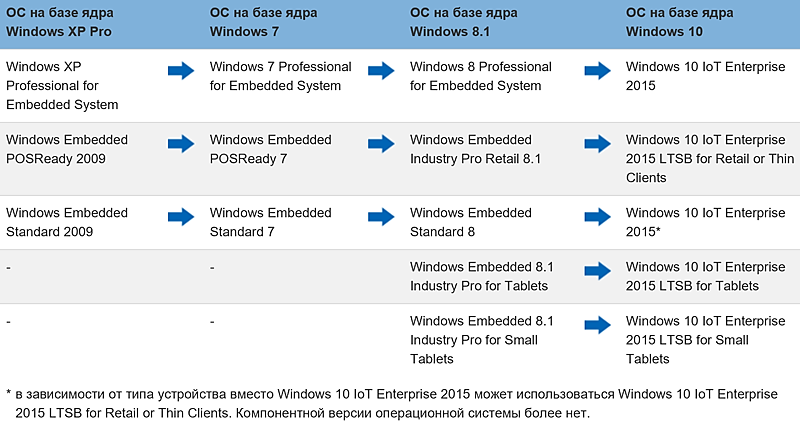 ОС на базе ядра
Windows XP Pro
ОС на базе ядра
Windows 7
ОС на базе ядра
Windows 8.1
ОС на базе ядра
Windows 10
Windows XP
Professional for
Embedded System
Windows 7 Professional
for Embedded System
Windows 8 Professional
for Embedded System
Windows 10 IoT Enterprise
2015
Windows Embedded
POSReady 2009
Windows Embedded
POSReady 7
Windows Embedded
Industry Pro Retail 8.1
Windows 10 IoT Enterprise
2015 LTSB for Retail or Thin
Clients
Windows Embedded
Standard 2009
Windows Embedded
Standard 7
Windows Embedded
Standard 8
Windows 10 IoT Enterprise
2015*
-
-
Windows Embedded 8.1
Industry Pro for Tablets
Windows 10 IoT Enterprise
2015 LTSB for Tablets
-
-
Windows Embedded 8.1
Industry Pro for Small
Tablets
Windows 10 IoT Enterprise
2015 LTSB for Small
Tablets
* в зависимости от типа устройства вместо Windows 10 IoT Enterprise 2015 может использоваться Windows 10 IoT Enterprise
2015 LTSB for Retail or Thin Clients. Компонентной версии операционной системы более нет.